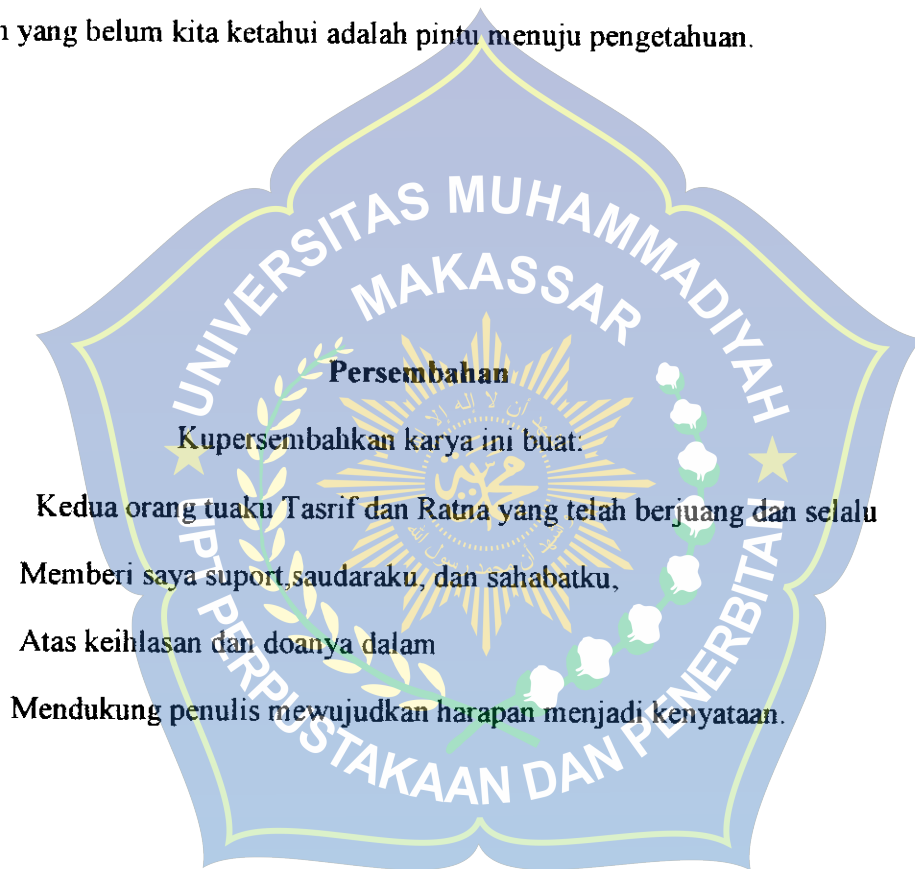 yang belum kita ketahui adalah pintu menuju pengetahuan.
UNIVERSITAS MUHAMMADIYAH
MAKASSAR
Persembahan
Kupersembahkan karya ini buat:
Kedua orang tuaku Tasrif dan Ratna yang telah berjuang dan selalu
Memberi saya suport,saudaraku, dan sahabatku,
Atas keihlasan dan doanya dalam
Mendukung penulis mewujudkan harapan menjadi kenyataan.
UPT PERPUSTAKAAN DAN PENERBITAN